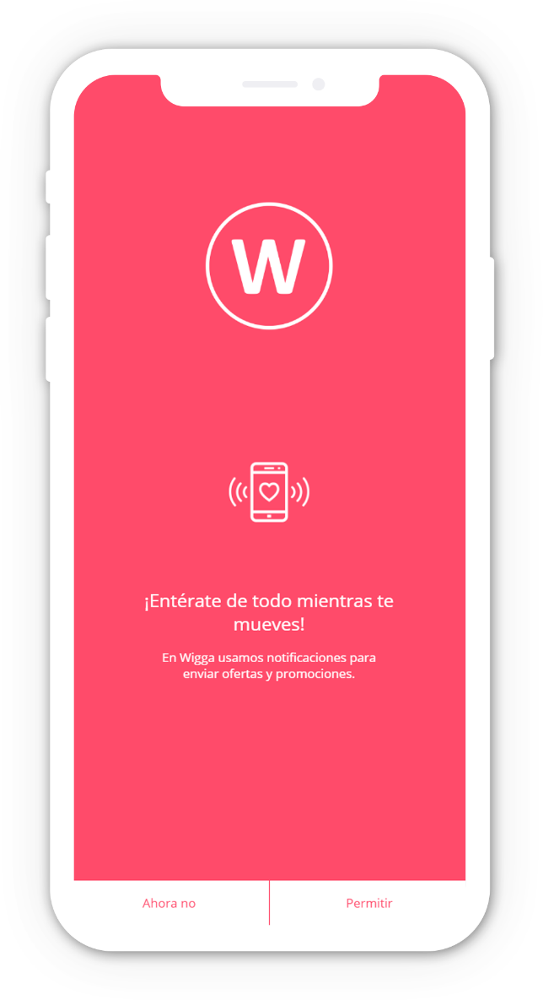 W
¡Entérate de todo mientras te
mueves!
En Wigga usamos notificaciones para
enviar ofertas y promociones.
Ahora no
Permitir